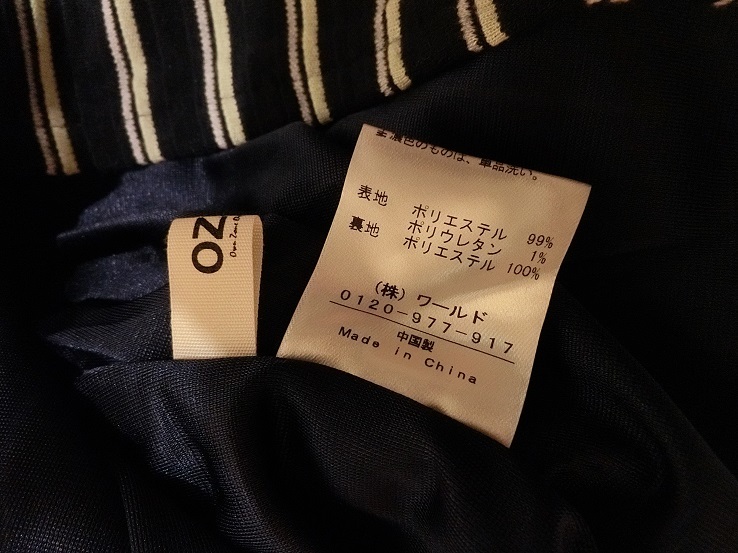 濃色のものは、単品洗い。
表地 ポリエステル 99%
ポリウレタン 1%
裏地 ポリエステル 100%
(株) ワールド
0120-977-917
中国製
Made in China
OZ
Own Zone